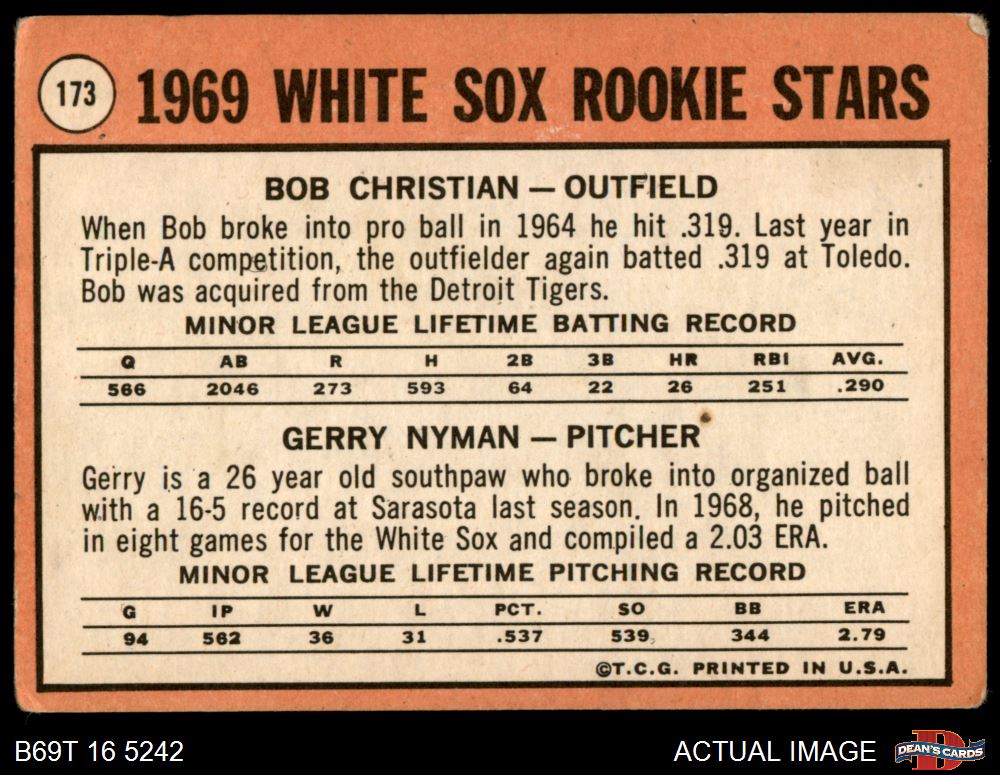 173
1969 WHITE SOX ROOKIE STARS
BOB CHRISTIAN — OUTFIELD
When Bob broke into pro ball in 1964 he hit .319. Last year in
Triple-A competition, the outfielder again batted .319 at Toledo.
Bob was acquired from the Detroit Tigers.
MINOR LEAGUE LIFETIME BATTING RECORD
G AB R H 2B 3B HR RBI AVG.
566 2046 273 593 64 22 26 251 .290
GERRY NYMAN — PITCHER
Gerry is a 26 year old southpaw who broke into organized ball
with a 16-5 record at Sarasota last season. In 1968, he pitched
in eight games for the White Sox and compiled a 2.03 ERA.
MINOR LEAGUE LIFETIME PITCHING RECORD
G IP W L PCT. SO BB ERA
94 562 36 31 .537 539 344 2.79
©T.C.G. PRINTED IN U.S.A.
B69T 16 5242
ACTUAL IMAGE
D
DEAN'S CARDS